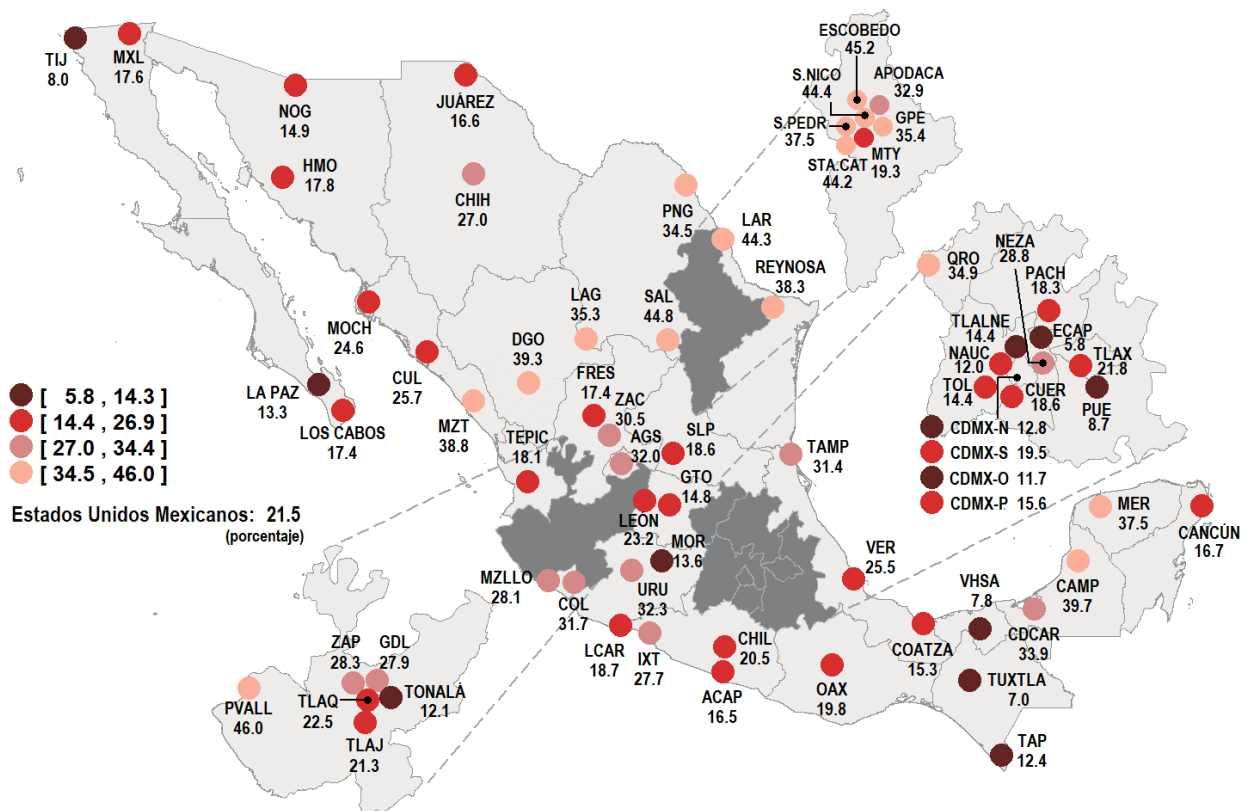 ESCOBEDO
45.2
S.NICO
44.4
APODACA
32.9
S.PEDR
37.5
GPE
35.4
STA.CAT
44.2
MTY
19.3
TIJ
8.0
MXL
17.6
NOG
14.9
JUÁREZ
16.6
HMO
17.8
CHIH
27.0
PNG
34.5
LAR
44.3
REYNOSA
38.3
LAG
35.3
SAL
44.8
DGO
39.3
MOCH
24.6
CUL
25.7
MZT
38.8
LA PAZ
13.3
LOS CABOS
17.4
FRES
17.4
ZAC
30.5
AGS
32.0
SLP
18.6
TEPIC
18.1
GTO
14.8
LEÓN
23.2
MOR
13.6
TAMP
31.4
QRO
34.9
NEZA
28.8
PACH
18.3
TLALNE
14.4
ECAP
5.8
NAUC
12.0
TLAX
21.8
TOL
14.4
CUER
18.6
PUE
8.7
CDMX-N 12.8
CDMX-S 19.5
CDMX-O 11.7
CDMX-P 15.6
[ 5.8 , 14.3 ]
[ 14.4 , 26.9 ]
[ 27.0 , 34.4 ]
[ 34.5 , 46.0 ]
Estados Unidos Mexicanos: 21.5
(porcentaje)
MZLLO
28.1
COL
31.7
URU
32.3
LCAR
18.7
IXT
27.7
CHIL
20.5
ACAP
16.5
OAX
19.8
VER
25.5
COATZA
15.3
VHSA
7.8
MER
37.5
CANCÚN
16.7
CAMP
39.7
CDCAR
33.9
TUXTLA
7.0
TAP
12.4
ZAP
28.3
GDL
27.9
TLAQ
22.5
TONALÁ
12.1
PVALL
46.0
TLAJ
21.3